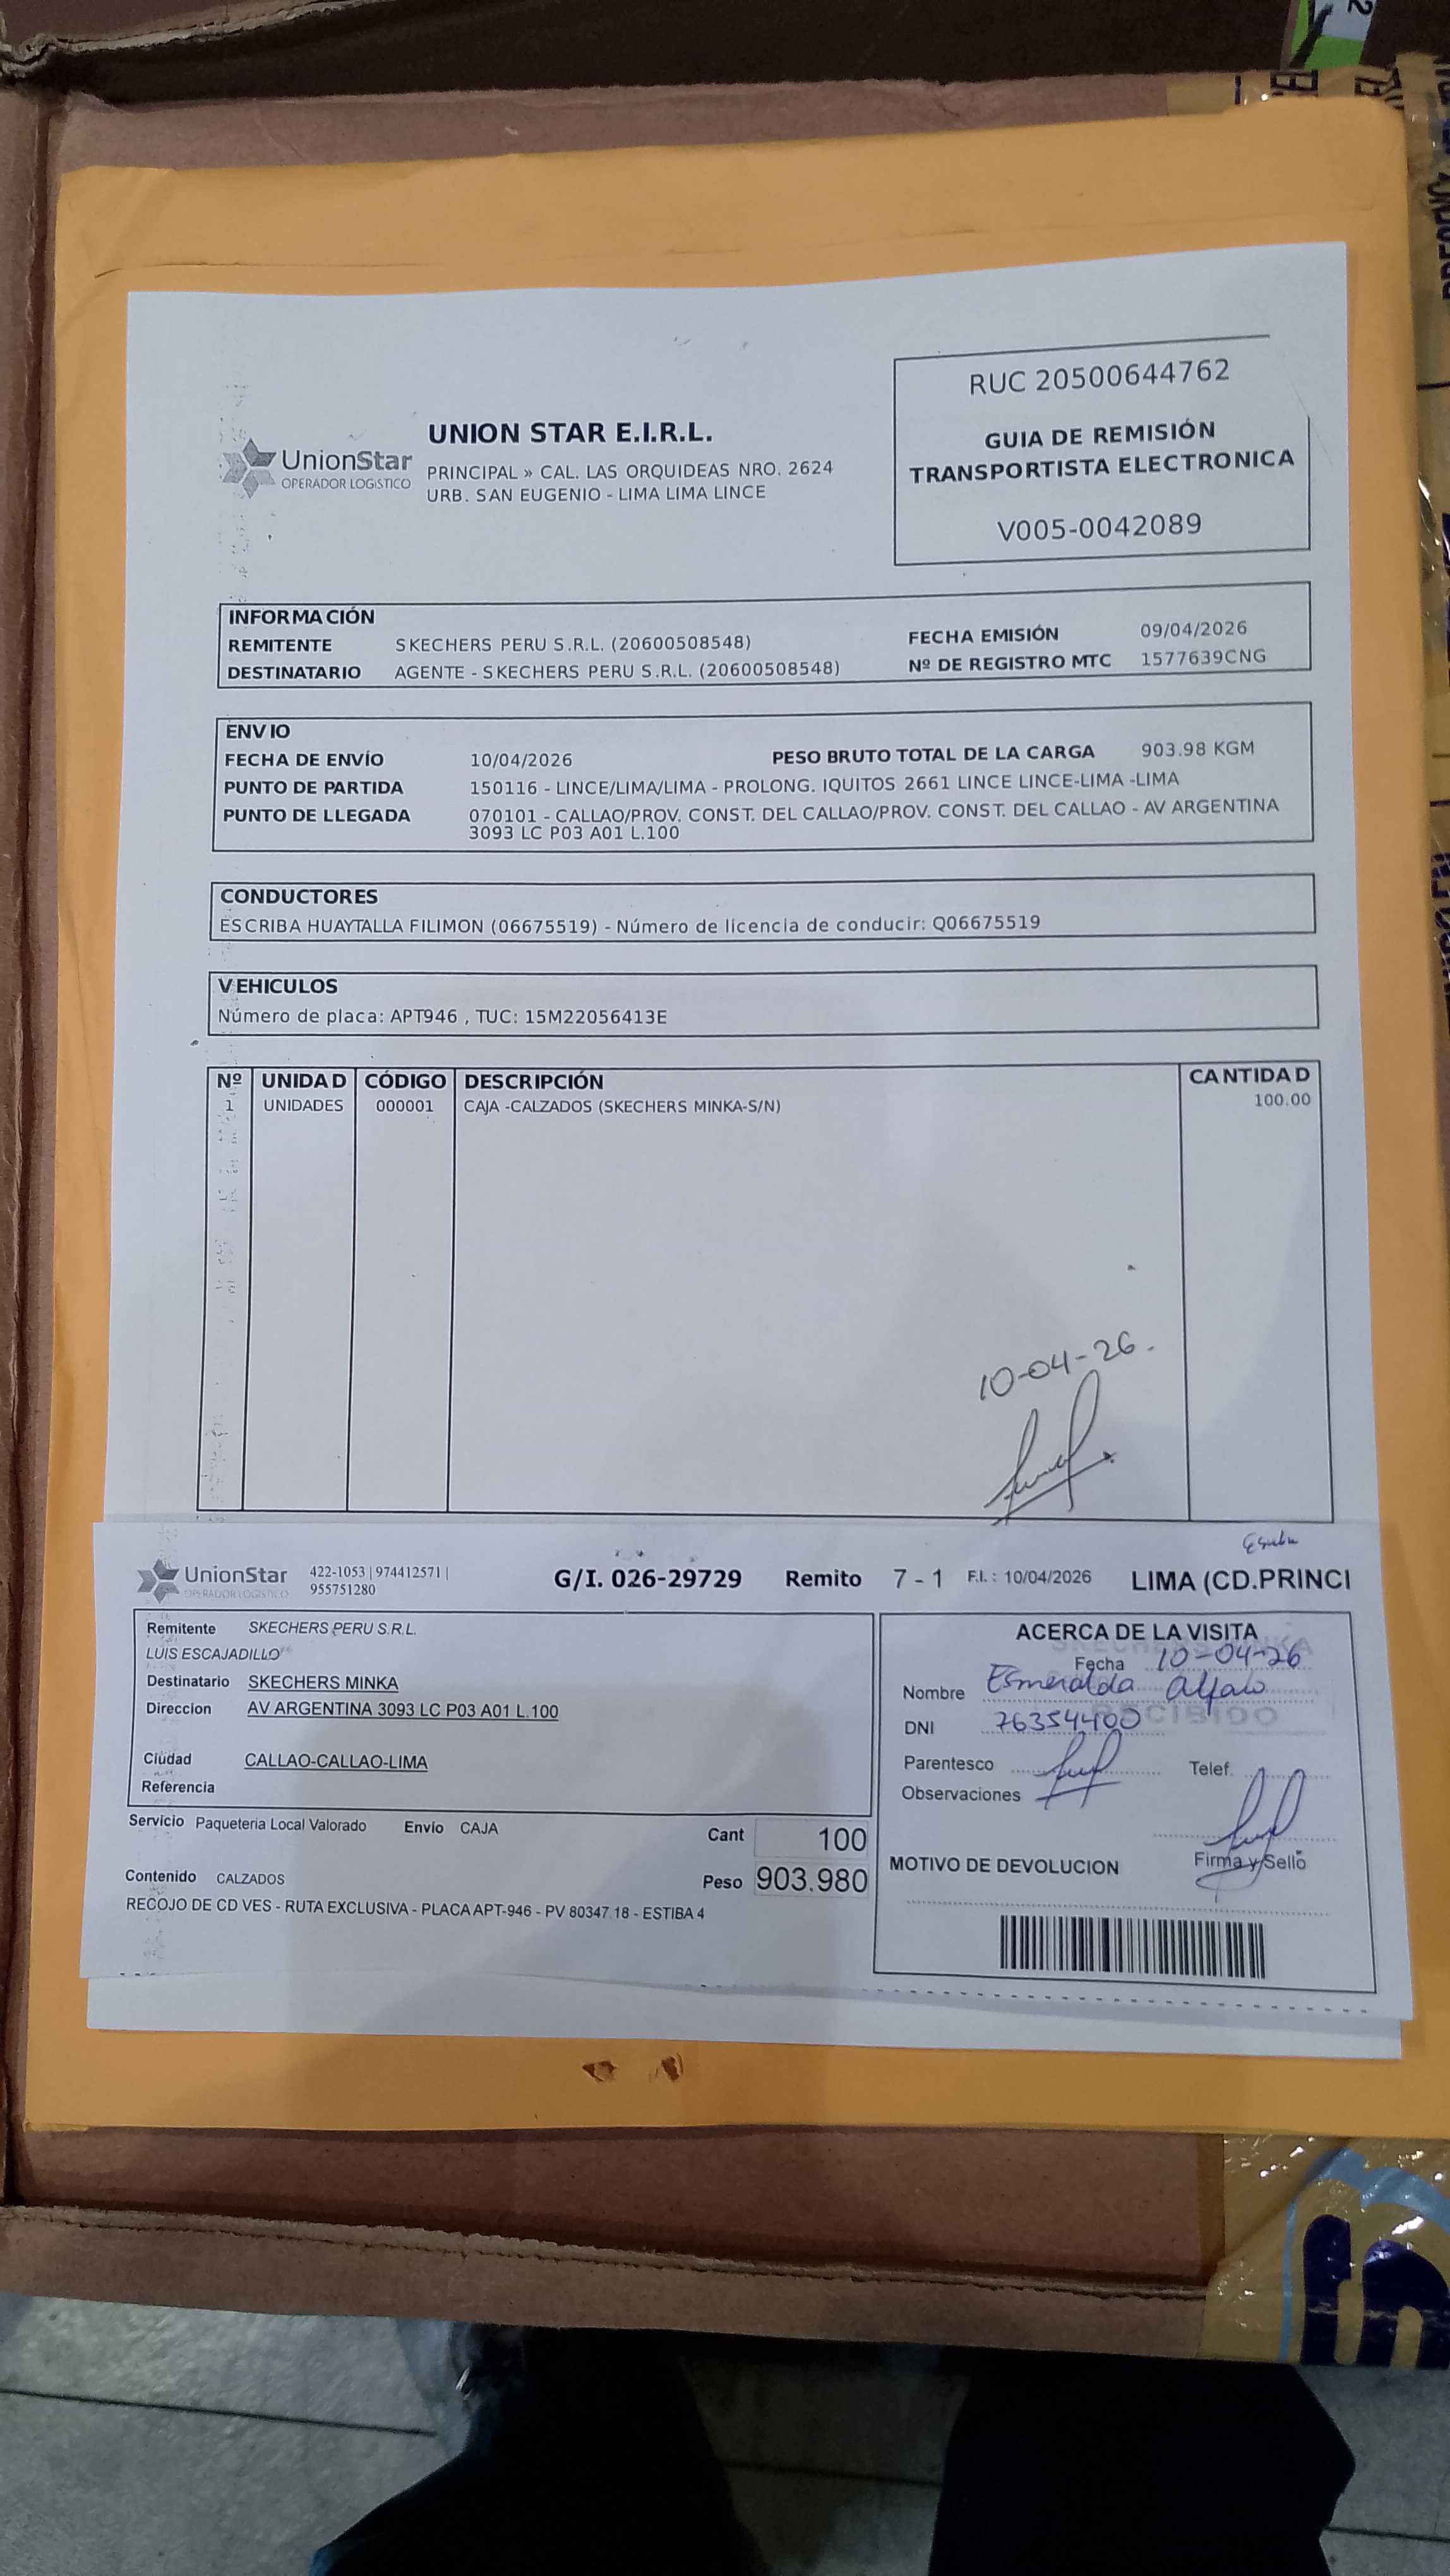 RUC 20500644762
GUIA DE REMISIÓN
TRANSPORTISTA ELECTRONICA
V005-0042089
UnionStar
OPERADOR LOGISTICO
UNION STAR E.I.R.L.
PRINCIPAL » CAL. LAS ORQUIDEAS NRO. 2624
URB. SAN EUGENIO - LIMA LIMA LINCE
INFORMACIÓN
REMITENTE SKECHERS PERU S.R.L. (20600508548) FECHA EMISIÓN 09/04/2026
DESTINATARIO AGENTE - SKECHERS PERU S.R.L. (20600508548) Nº DE REGISTRO MTC 1577639CNG
ENVIO
FECHA DE ENVÍO 10/04/2026 PESO BRUTO TOTAL DE LA CARGA 903.98 KGM
PUNTO DE PARTIDA 150116 - LINCE/LIMA/LIMA - PROLONG. IQUITOS 2661 LINCE LINCE-LIMA -LIMA
PUNTO DE LLEGADA 070101 - CALLAO/PROV. CONST. DEL CALLAO/PROV. CONST. DEL CALLAO - AV ARGENTINA
3093 LC P03 A01 L.100
CONDUCTORES
ESCRIBA HUAYTALLA FILIMON (06675519) - Número de licencia de conducir: Q06675519
VEHICULOS
Número de placa: APT946 , TUC: 15M22056413E
Nº UNIDAD CÓDIGO DESCRIPCIÓN CANTIDAD
1 UNIDADES 000001 CAJA -CALZADOS (SKECHERS MINKA-S/N) 100.00
10-04-26.
UnionStar 422-1053 | 974412571 |
OPERADOR LOGISTICO 955751280
G/I. 026-29729 Remito 7 - 1 F.I. : 10/04/2026 LIMA (CD.PRINCI
Remitente SKECHERS PERU S.R.L.
LUIS ESCAJADILLO
Destinatario SKECHERS MINKA
Direccion AV ARGENTINA 3093 LC P03 A01 L.100
Ciudad CALLAO-CALLAO-LIMA
Referencia
Servicio Paqueteria Local Valorado Envio CAJA Cant 100
Contenido CALZADOS Peso 903.980
RECOJO DE CD VES - RUTA EXCLUSIVA - PLACA APT-946 - PV 80347.18 - ESTIBA 4
ACERCA DE LA VISITA
Fecha 10-04-26
Nombre Esmeralda Alfaro
DNI 76354400
Parentesco Telef.
Observaciones
Firma y Sello
MOTIVO DE DEVOLUCION